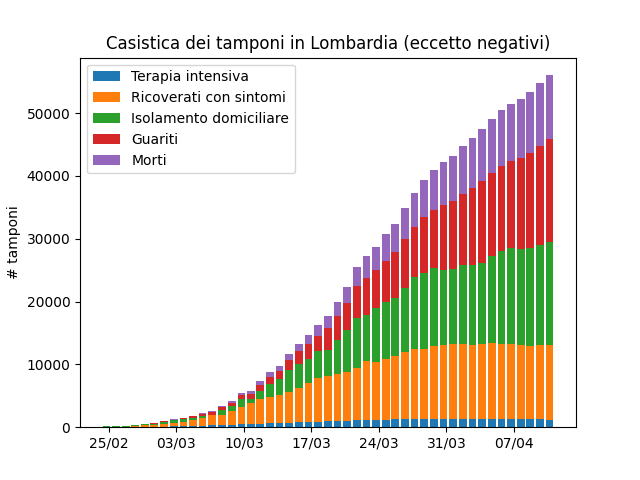 Casistica dei tamponi in Lombardia (eccetto negativi)
Terapia intensiva
Ricoverati con sintomi
Isolamento domiciliare
Guariti
Morti
# tamponi
50000
40000
30000
20000
10000
0
25/02 03/03 10/03 17/03 24/03 31/03 07/04